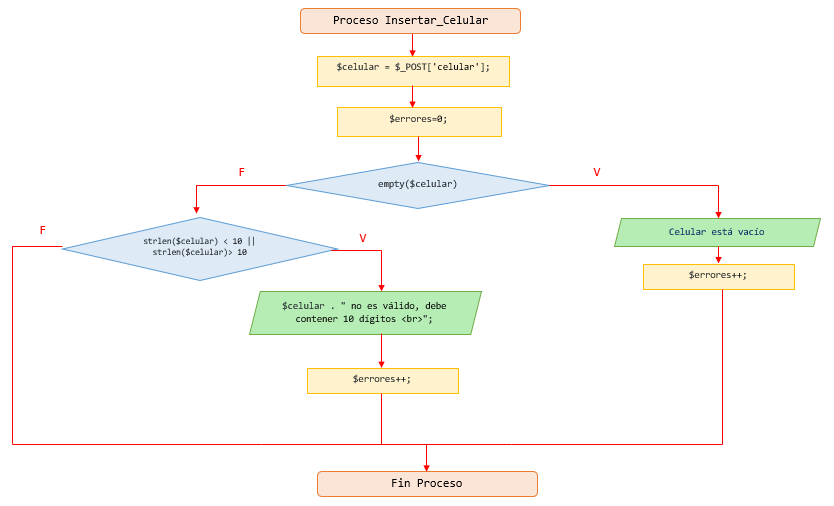 Proceso Insertar_Celular
$celular = $_POST['celular'];
$errores=0;
F
V
empty($celular)
F
V
strlen($celular) < 10 ||
strlen($celular)> 10
Celular está vacío
$errores++;
$celular . " no es válido, debe
contener 10 dígitos <br>";
$errores++;
Fin Proceso